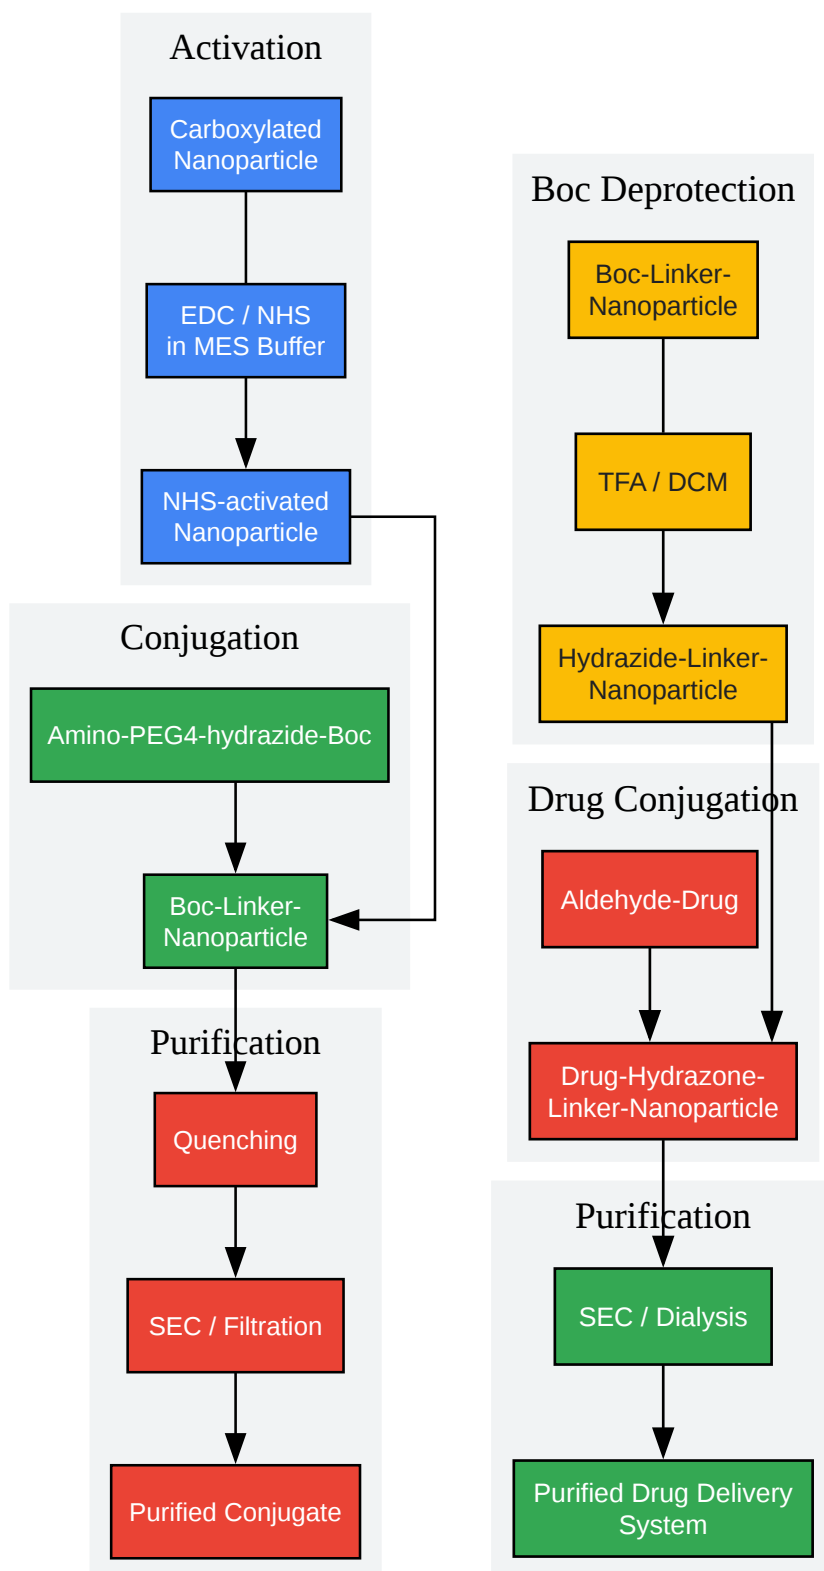 Activation
Carboxylated
Nanoparticle
EDC / NHS
in MES Buffer
NHS-activated
Nanoparticle
Conjugation
Amino-PEG4-hydrazide-Boc
Boc-Linker-
Nanoparticle
Purification
Quenching
SEC / Filtration
Purified Conjugate
Boc Deprotection
Boc-Linker-
Nanoparticle
TFA / DCM
Hydrazide-Linker-
Nanoparticle
Drug Conjugation
Aldehyde-Drug
Drug-Hydrazone-
Linker-Nanoparticle
Purification
SEC / Dialysis
Purified Drug Delivery
System